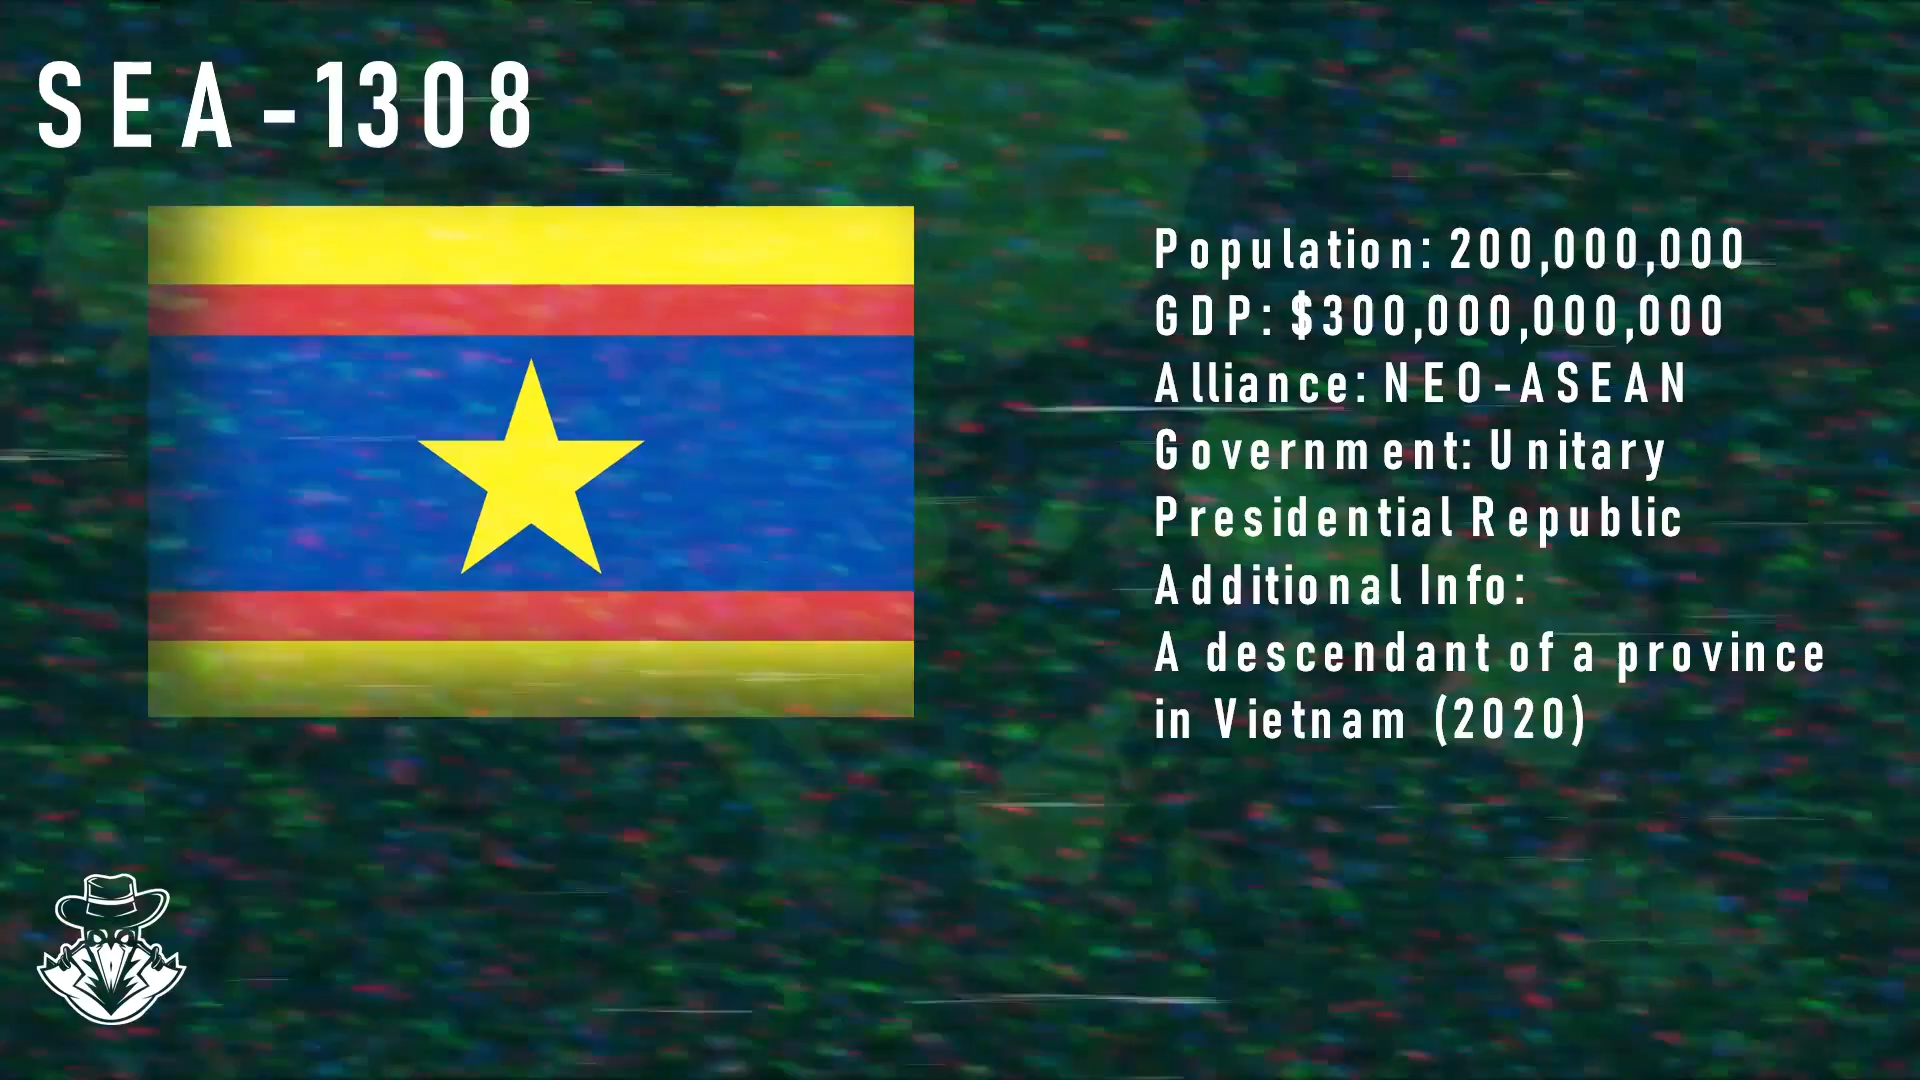 SEA-1308
Population: 200,000,000
GDP: $300,000,000,000
Alliance: NEO-ASEAN
Government: Unitary
Presidential Republic
Additional Info:
A descendant of a province
in Vietnam (2020)